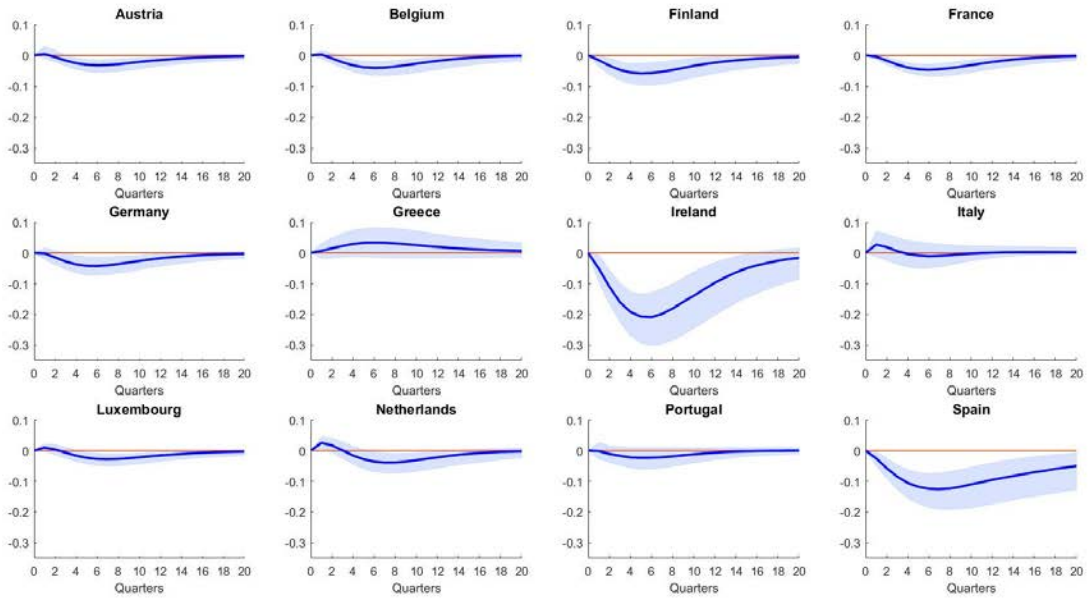 Austria Belgium Finland France
0.1 0.1 0.1 0.1
0 0 0 0
-0.1 -0.1 -0.1 -0.1
-0.2 -0.2 -0.2 -0.2
-0.3 -0.3 -0.3 -0.3
0 2 4 6 8 10 12 14 16 18 20 0 2 4 6 8 10 12 14 16 18 20 0 2 4 6 8 10 12 14 16 18 20 0 2 4 6 8 10 12 14 16 18 20
Quarters Quarters Quarters Quarters
Germany Greece Ireland Italy
0.1 0.1 0.1 0.1
0 0 0 0
-0.1 -0.1 -0.1 -0.1
-0.2 -0.2 -0.2 -0.2
-0.3 -0.3 -0.3 -0.3
0 2 4 6 8 10 12 14 16 18 20 0 2 4 6 8 10 12 14 16 18 20 0 2 4 6 8 10 12 14 16 18 20 0 2 4 6 8 10 12 14 16 18 20
Quarters Quarters Quarters Quarters
Luxembourg Netherlands Portugal Spain
0.1 0.1 0.1 0.1
0 0 0 0
-0.1 -0.1 -0.1 -0.1
-0.2 -0.2 -0.2 -0.2
-0.3 -0.3 -0.3 -0.3
0 2 4 6 8 10 12 14 16 18 20 0 2 4 6 8 10 12 14 16 18 20 0 2 4 6 8 10 12 14 16 18 20 0 2 4 6 8 10 12 14 16 18 20
Quarters Quarters Quarters Quarters